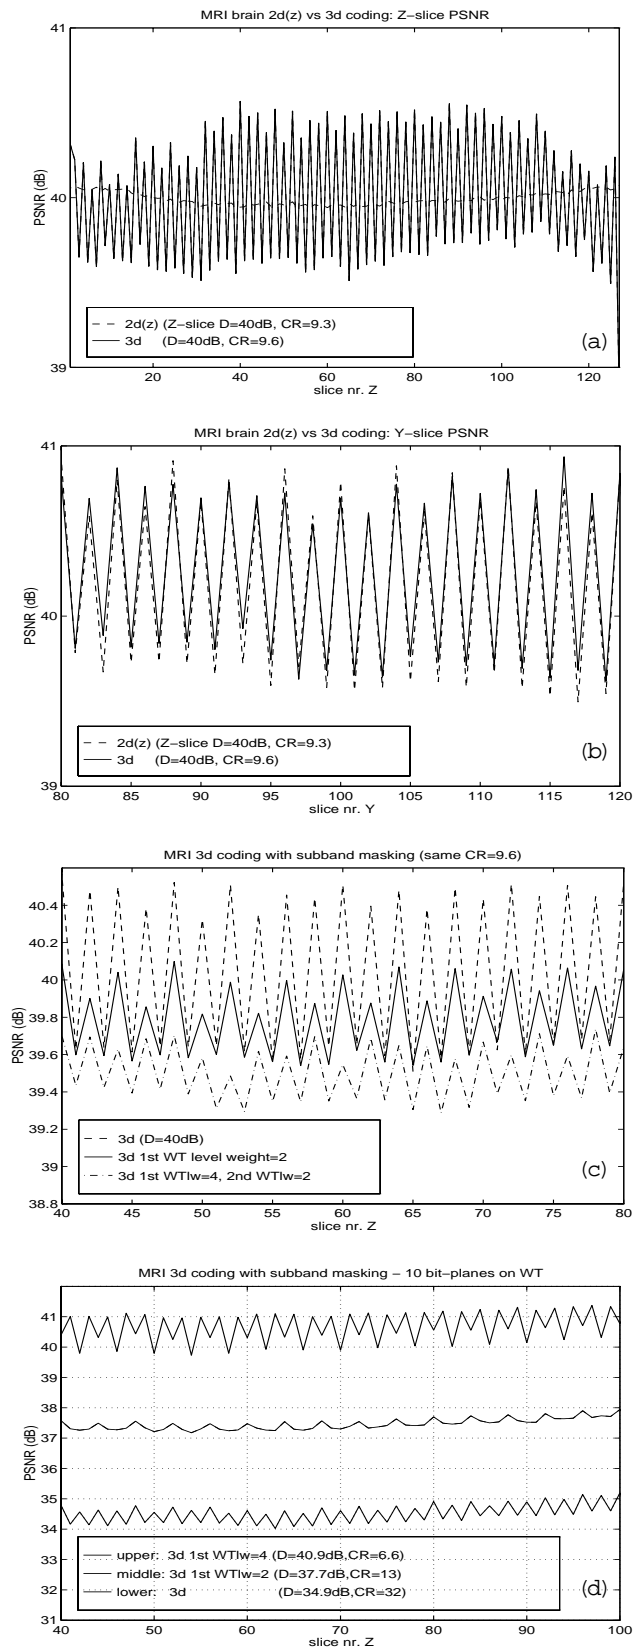 MRI brain 2d(z) vs 3d coding: Z-slice PSNR
41
40
39
PSNR (dB)
2d(z) (Z-slice D=40dB, CR=9.3)
3d (D=40dB, CR=9.6)
(a)
20 40 60 80 100 120
slice nr. Z
MRI brain 2d(z) vs 3d coding: Y-slice PSNR
41
40
39
PSNR (dB)
2d(z) (Z-slice D=40dB, CR=9.3)
3d (D=40dB, CR=9.6)
(b)
80 85 90 95 100 105 110 115 120
slice nr. Y
MRI 3d coding with subband masking (same CR=9.6)
40.4
40.2
40
39.8
39.6
39.4
39.2
39
38.8
PSNR (dB)
3d (D=40dB)
3d 1st WT level weight=2
3d 1st WTlw=4, 2nd WTlw=2
(c)
40 45 50 55 60 65 70 75 80
slice nr. Z
MRI 3d coding with subband masking − 10 bit−planes on WT
41
40
38
37
35
34
33
32
31
PSNR (dB)
upper: 3d 1st WTlw=4 (D=40.9dB,CR=6.6)
middle: 3d 1st WTlw=2 (D=37.7dB,CR=13)
lower: 3d (D=34.9dB,CR=32)
(d)
40 50 60 70 80 90 100
slice nr. Z